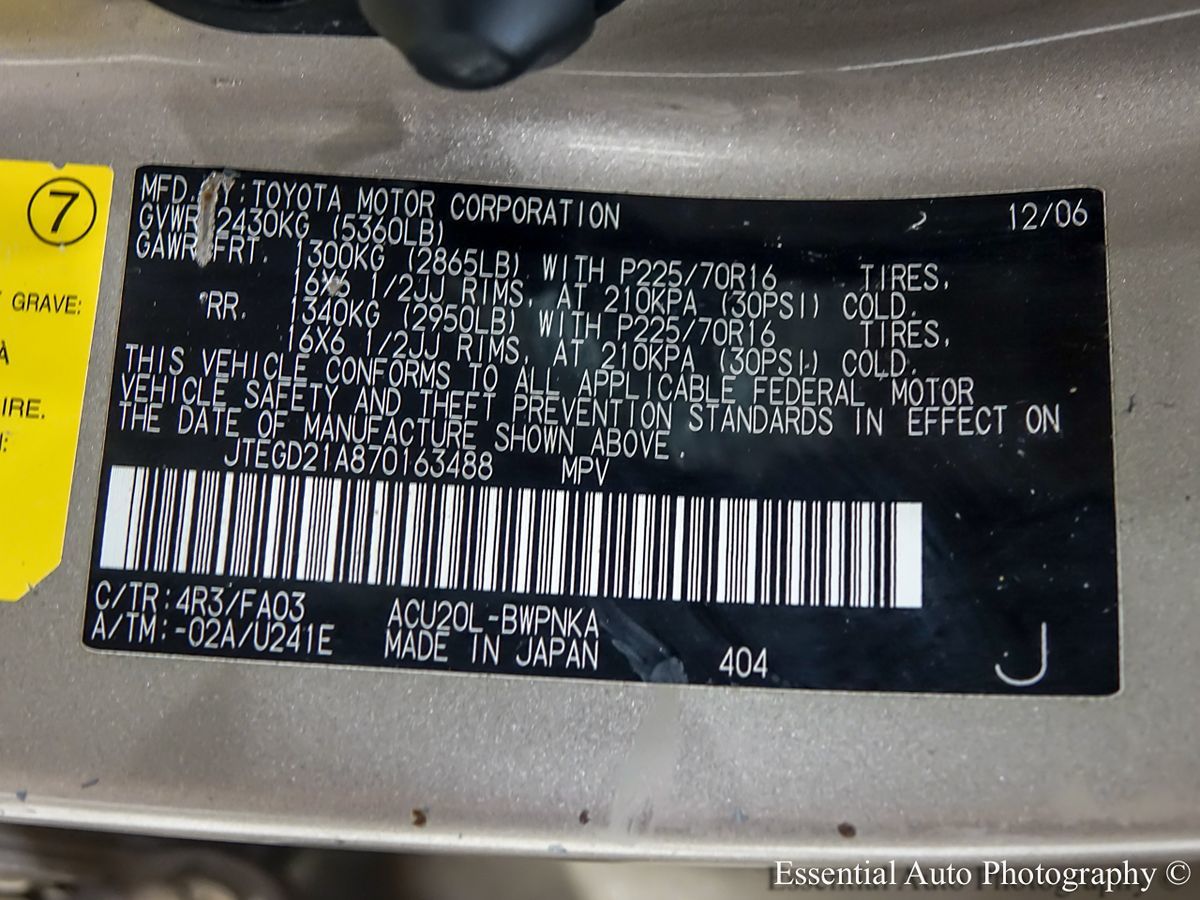 7
GRAVE:
À
IRE.
MFD. BY: TOYOTA MOTOR CORPORATION 12/06
GVWR 2430KG (5360LB)
GAWR FRT. 1300KG (2865LB) WITH P225/70R16 TIRES,
16X6 1/2JJ RIMS, AT 210KPA (30PSI) COLD.
RR. 1340KG (2950LB) WITH P225/70R16 TIRES,
16X6 1/2JJ RIMS, AT 210KPA (30PSI) COLD.
THIS VEHICLE CONFORMS TO ALL APPLICABLE FEDERAL MOTOR
VEHICLE SAFETY AND THEFT PREVENTION STANDARDS IN EFFECT ON
THE DATE OF MANUFACTURE SHOWN ABOVE.
JTEGD21A870163488 MPV
C/TR: 4R3/FA03 ACU20L-BWPNKA
A/TM: -02A/U241E MADE IN JAPAN 404 J
Essential Auto Photography ©